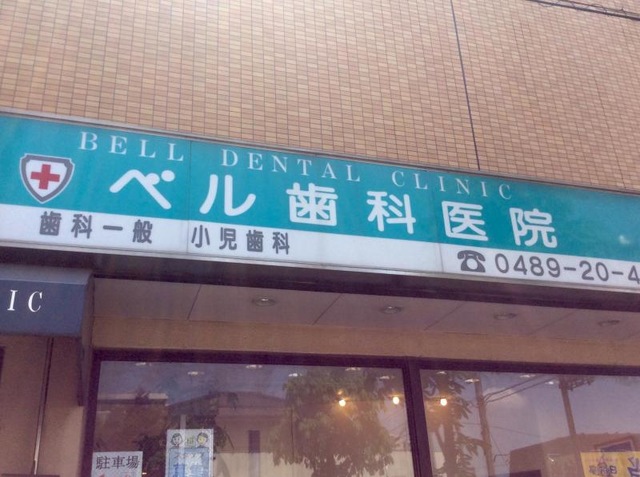 BELL DENTAL CLINIC
ベル歯科医院
歯科一般 小児歯科
☎0489-20-4
IC
駐車場